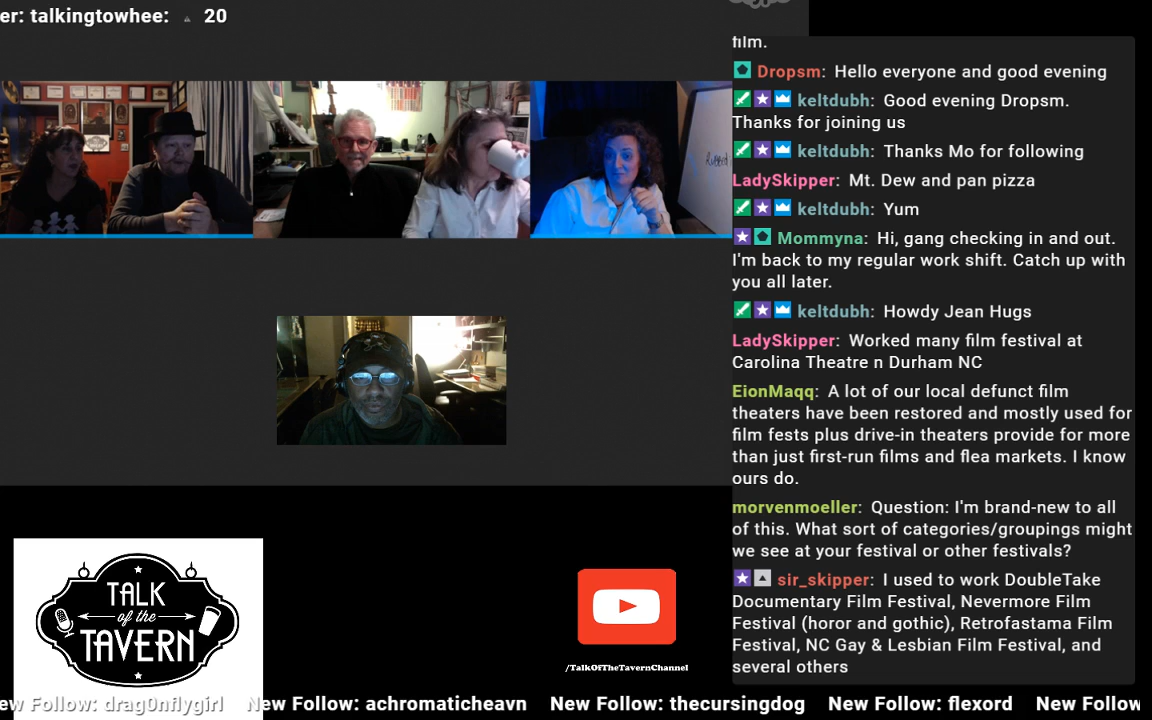 er: talkingtowhee: 20
film.
Dropsm: Hello everyone and good evening
keltdubh: Good evening Dropsm.
Thanks for joining us
keltdubh: Thanks Mo for following
LadySkipper: Mt. Dew and pan pizza
keltdubh: Yum
Mommyna: Hi, gang checking in and out.
I'm back to my regular work shift. Catch up with
you all later.
keltdubh: Howdy Jean Hugs
LadySkipper: Worked many film festival at
Carolina Theatre n Durham NC
EionMaqq: A lot of our local defunct film
theaters have been restored and mostly used for
film fests plus drive-in theaters provide for more
than just first-run films and flea markets. I know
ours do.
morvenmoeller: Question: I'm brand-new to all
of this. What sort of categories/groupings might
we see at your festival or other festivals?
sir_skipper: I used to work DoubleTake
Documentary Film Festival, Nevermore Film
Festival (horor and gothic), Retrofastama Film
Festival, NC Gay & Lesbian Film Festival, and
several others
TALK
of the
TAVERN
/TalkOfTheTavernChannel
ew Follow: drag0nflygirl New Follow: achromaticheavn New Follow: thecursingdog New Follow: flexord New Follow